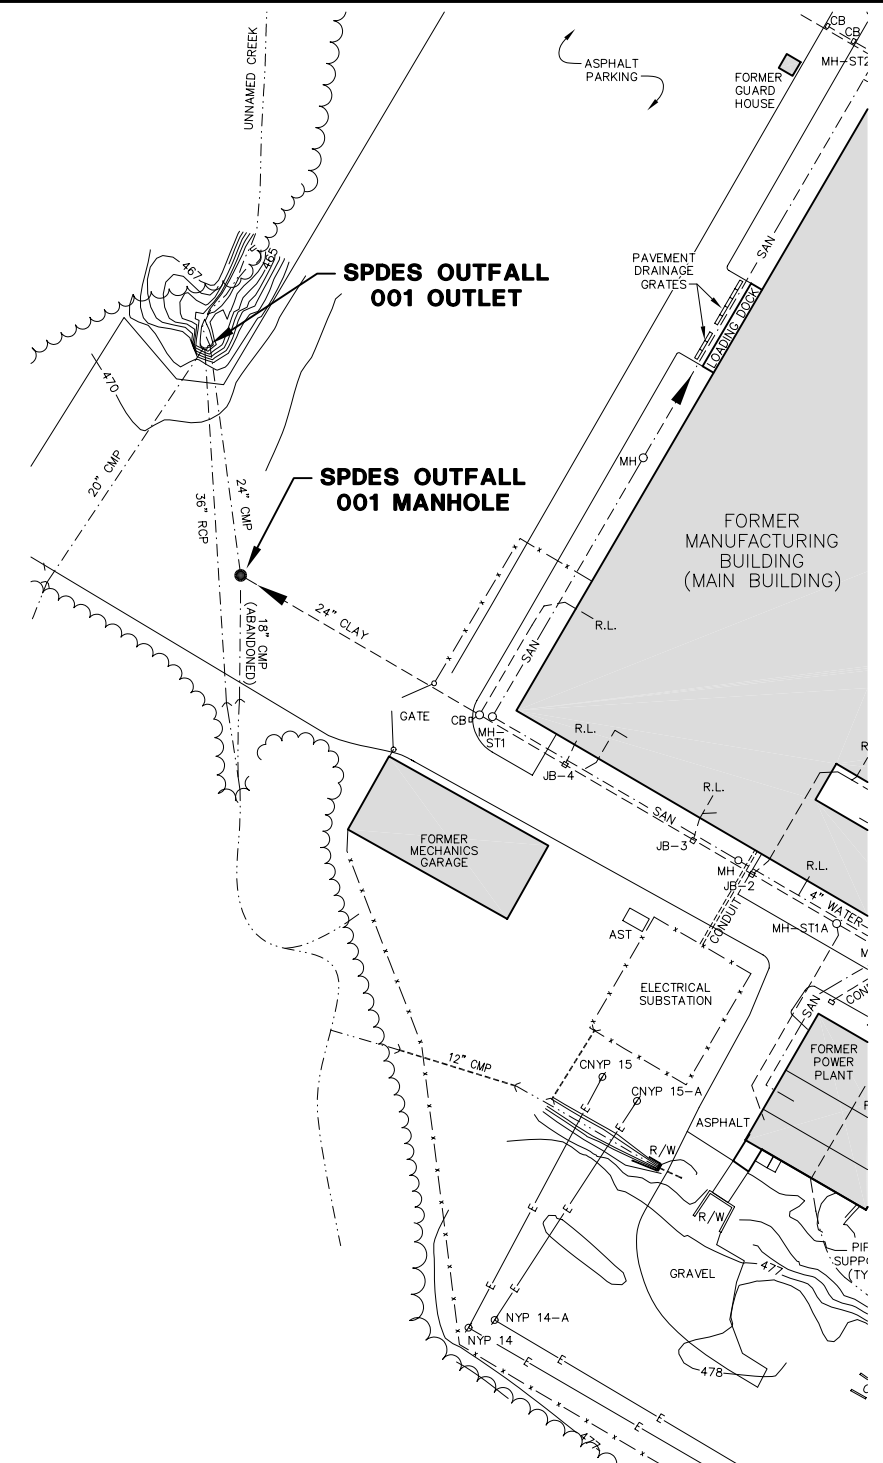 CB
CB
MH-ST2
UNNAMED CREEK
ASPHALT
PARKING
FORMER
GUARD
HOUSE
SAN
467
465
PAVEMENT
DRAINAGE
GRATES
SPDES OUTFALL
001 OUTLET
LOADING DOCK
470
20" CMP
MH
SPDES OUTFALL
001 MANHOLE
24" CMP
36" RCP
FORMER
MANUFACTURING
BUILDING
(MAIN BUILDING)
24" CLAY
18" CMP
(ABANDONED)
R.L.
SAN
GATE
CB
MH-
ST1
R.L.
JB-4
R.L.
SAN
JB-3
FORMER
MECHANICS
GARAGE
MH
JB-2
R.L.
4" WATER
CONDUIT
MH-ST1A
AST
ELECTRICAL
SUBSTATION
SAN
FORMER
POWER
PLANT
12" CMP
CNYP 15
CNYP 15-A
ASPHALT
R/W
R/W
GRAVEL
477
NYP 14-A
NYP 14
478
477